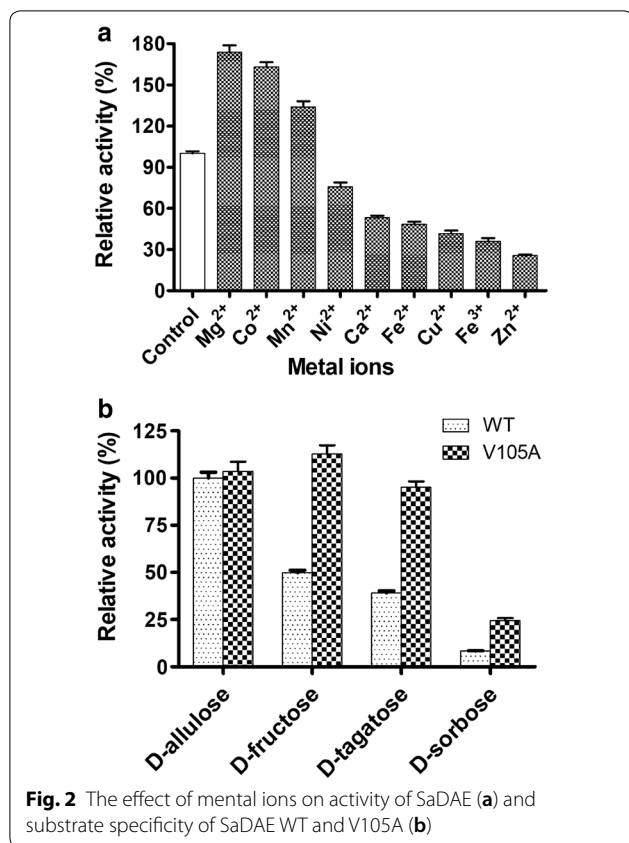 a
180
150
120
90
60
30
0
Relative activity (%)
Control
Mg2+
Co2+
Mn2+
Ni2+
Ca2+
Fe2+
Cu2+
Fe3+
Zn2+
Metal ions
b
WT
V105A
125
100
75
50
25
0
Relative activity (%)
D-allulose
D-fructose
D-tagatose
D-sorbose
Fig. 2 The effect of mental ions on activity of SaDAE (a) and
substrate specificity of SaDAE WT and V105A (b)